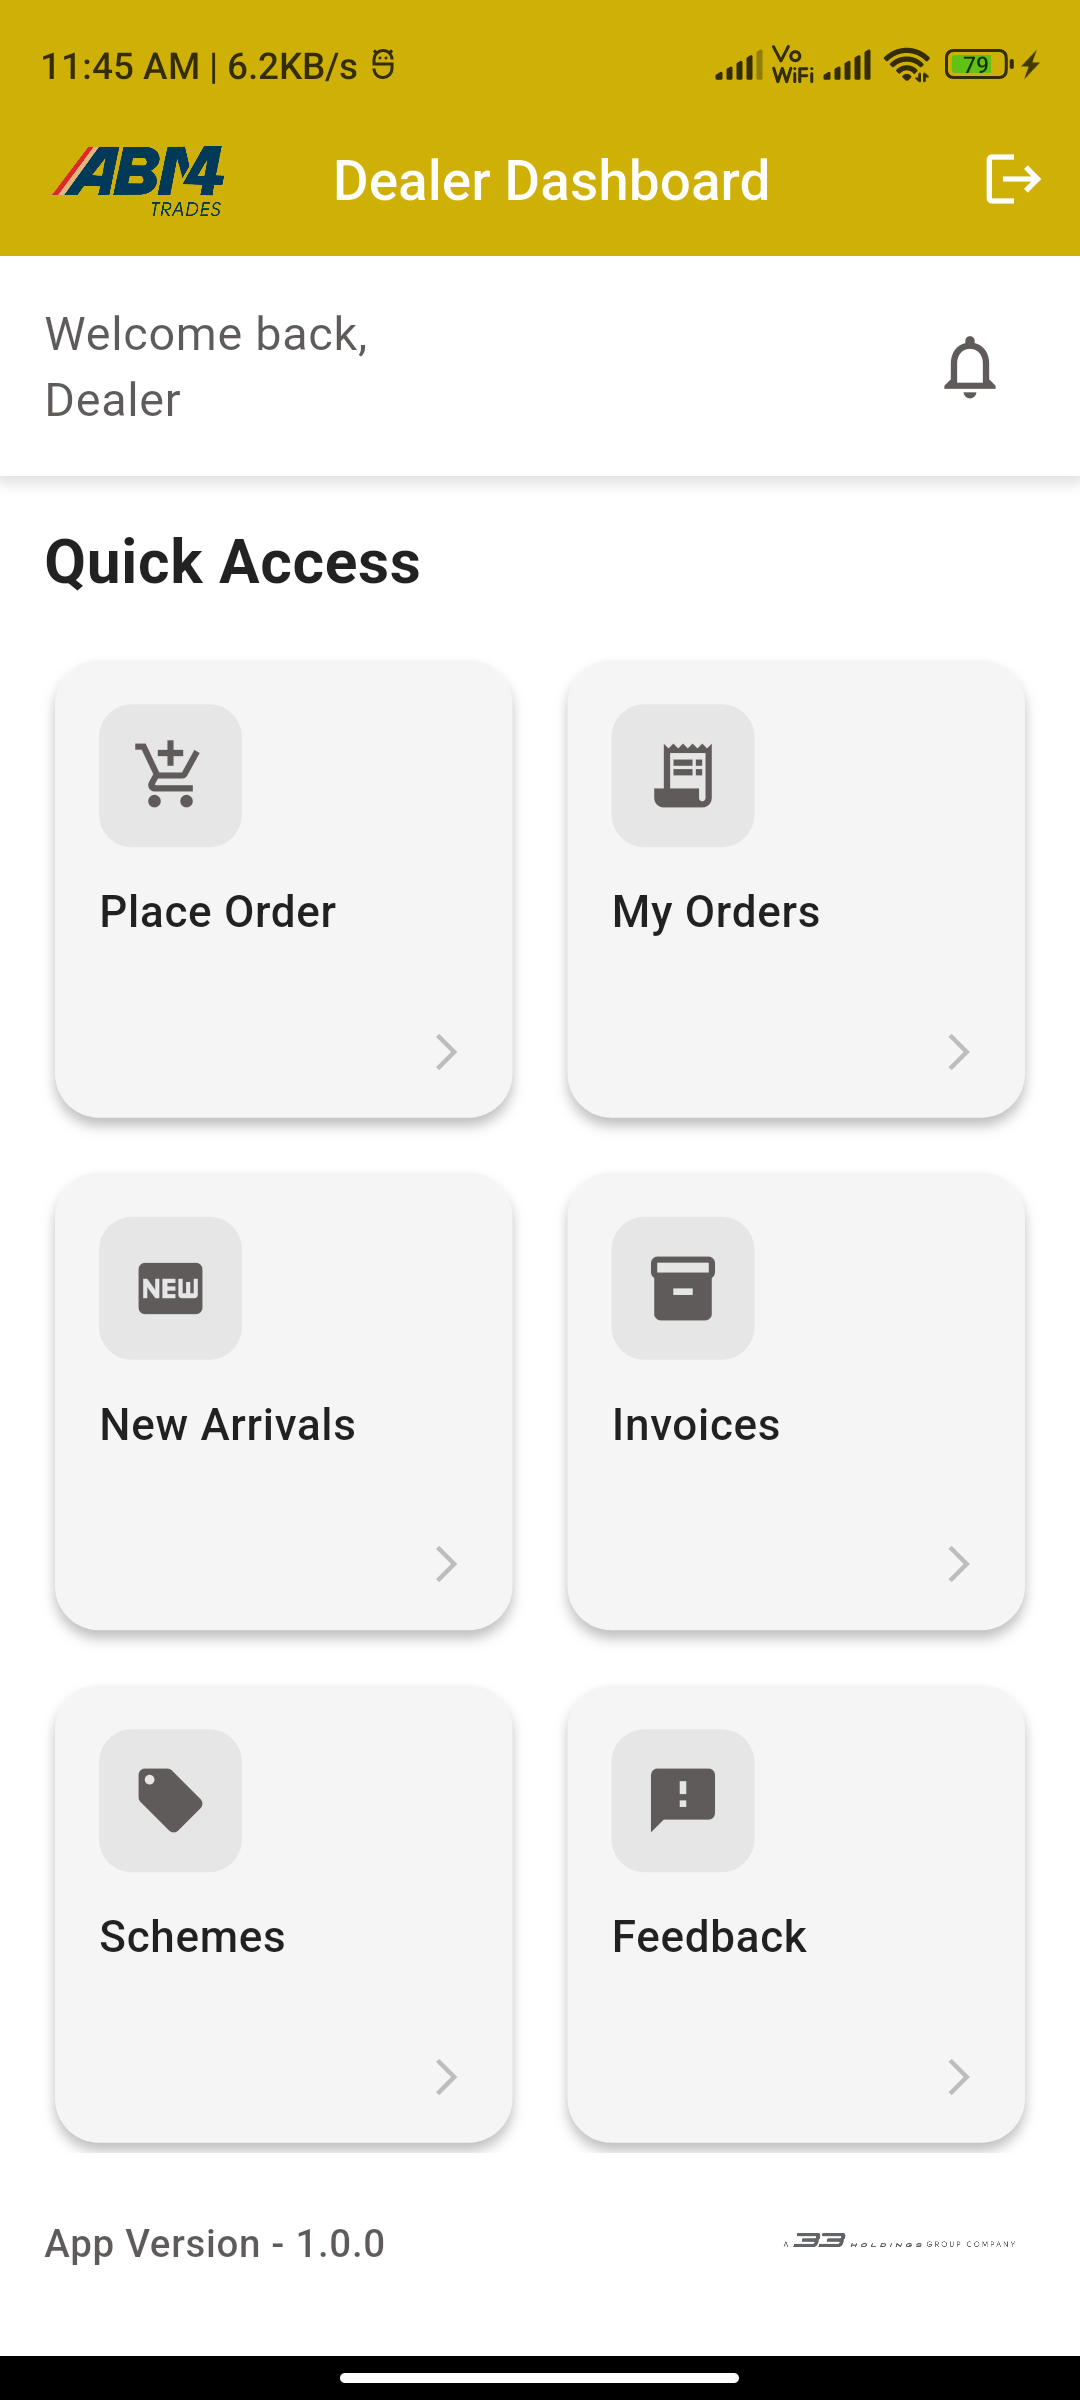 11:45 AM | 6.2KB/s
Vo
WiFi
79
ABM4
TRADES
Dealer Dashboard
Welcome back,
Dealer
Quick Access
Place Order
My Orders
NEW
New Arrivals
Invoices
Schemes
Feedback
App Version - 1.0.0
A 33 HOLDINGS GROUP COMPANY